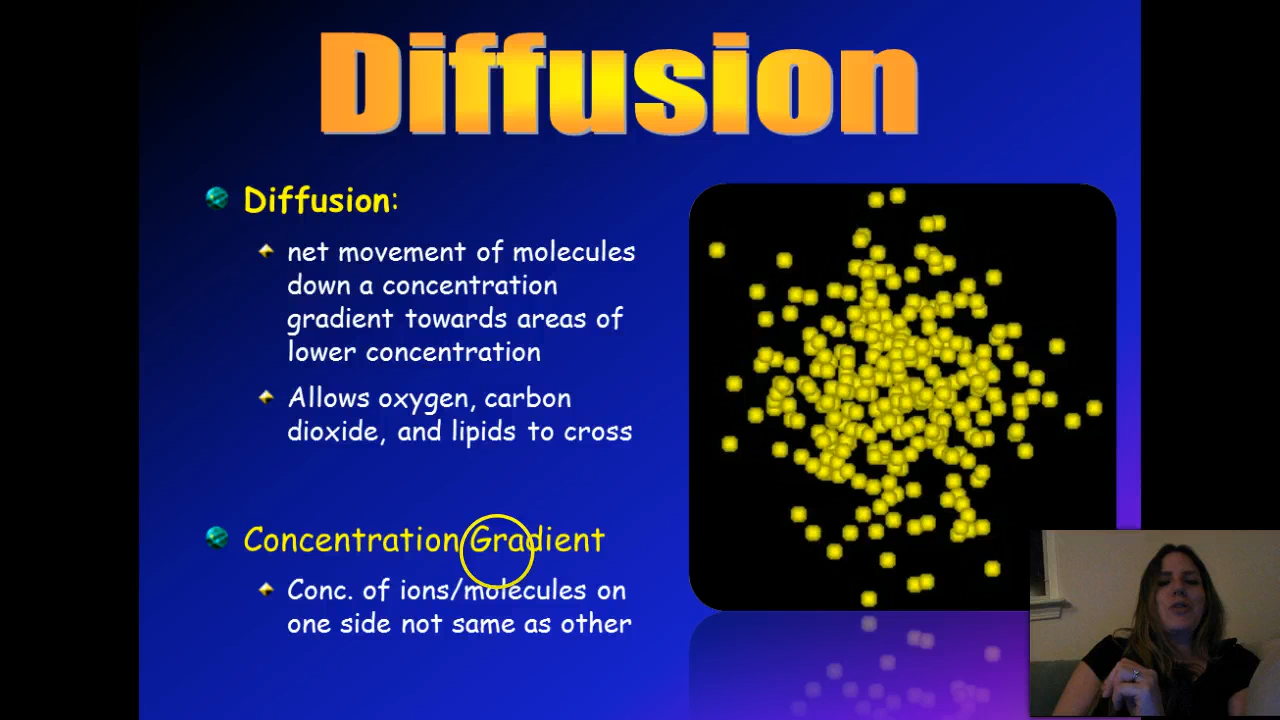 Diffusion
Diffusion:
net movement of molecules
down a concentration
gradient towards areas of
lower concentration
Allows oxygen, carbon
dioxide, and lipids to cross
Concentration Gradient
Conc. of ions/molecules on
one side not same as other